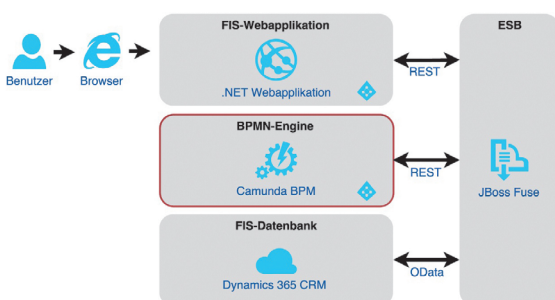 FIS-Webapplikation
ESB
Benutzer
Browser
.NET Webapplikation
REST
BPMN-Engine
Camunda BPM
REST
JBoss Fuse
FIS-Datenbank
Dynamics 365 CRM
OData